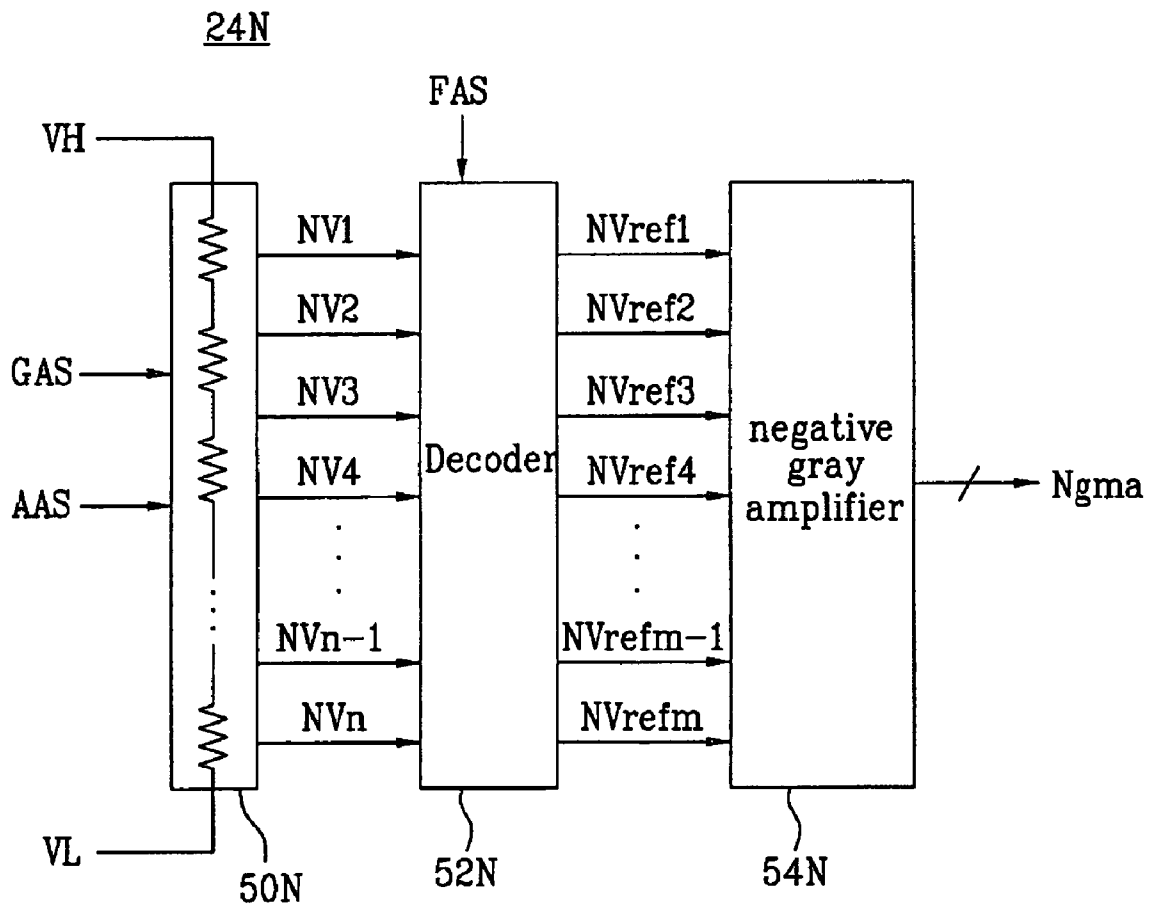 24N
FAS
VH
NV1
NVref1
NV2
NVref2
GAS
NV3
NVref3
Decoder
negative
gray
amplifier
NV4
NVref4
AAS
Ngma
NVn-1
NVrefm-1
NVn
NVrefm
VL
50N
52N
54N